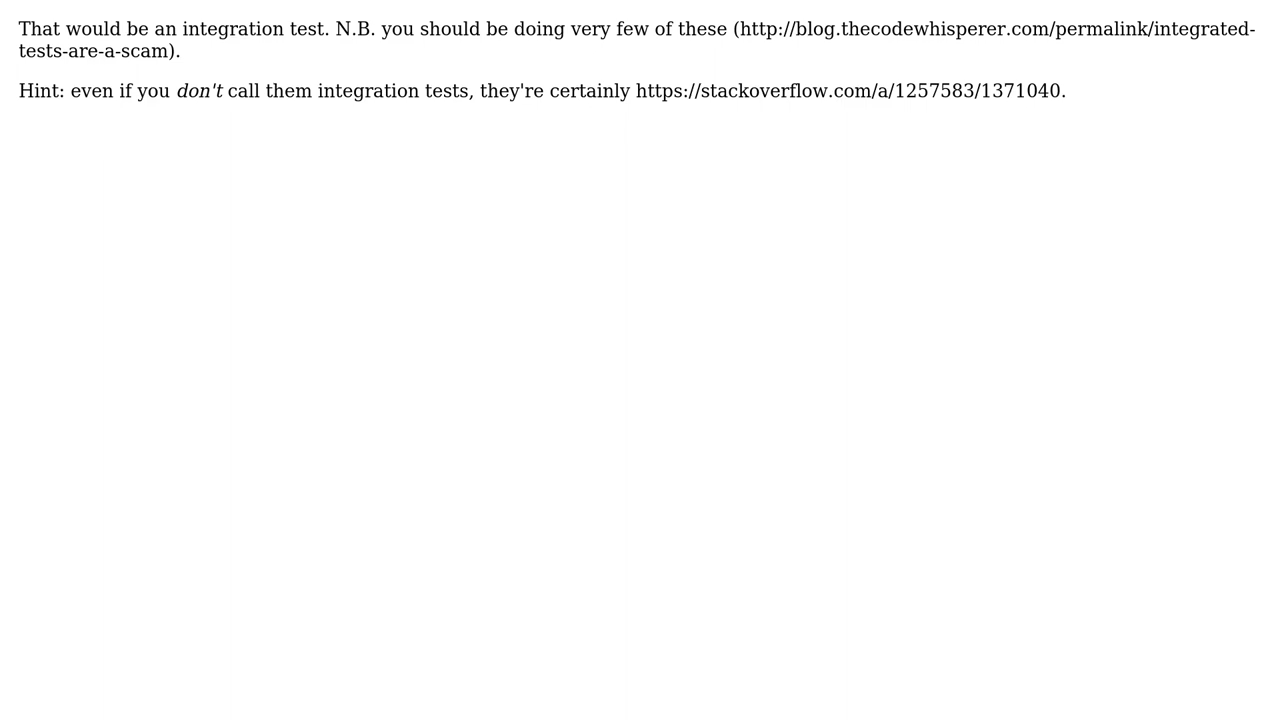 That would be an integration test. N.B. you should be doing very few of these (http://blog.thecodewhisperer.com/permalink/integrated-
tests-are-a-scam).
Hint: even if you don't call them integration tests, they're certainly https://stackoverflow.com/a/1257583/1371040.